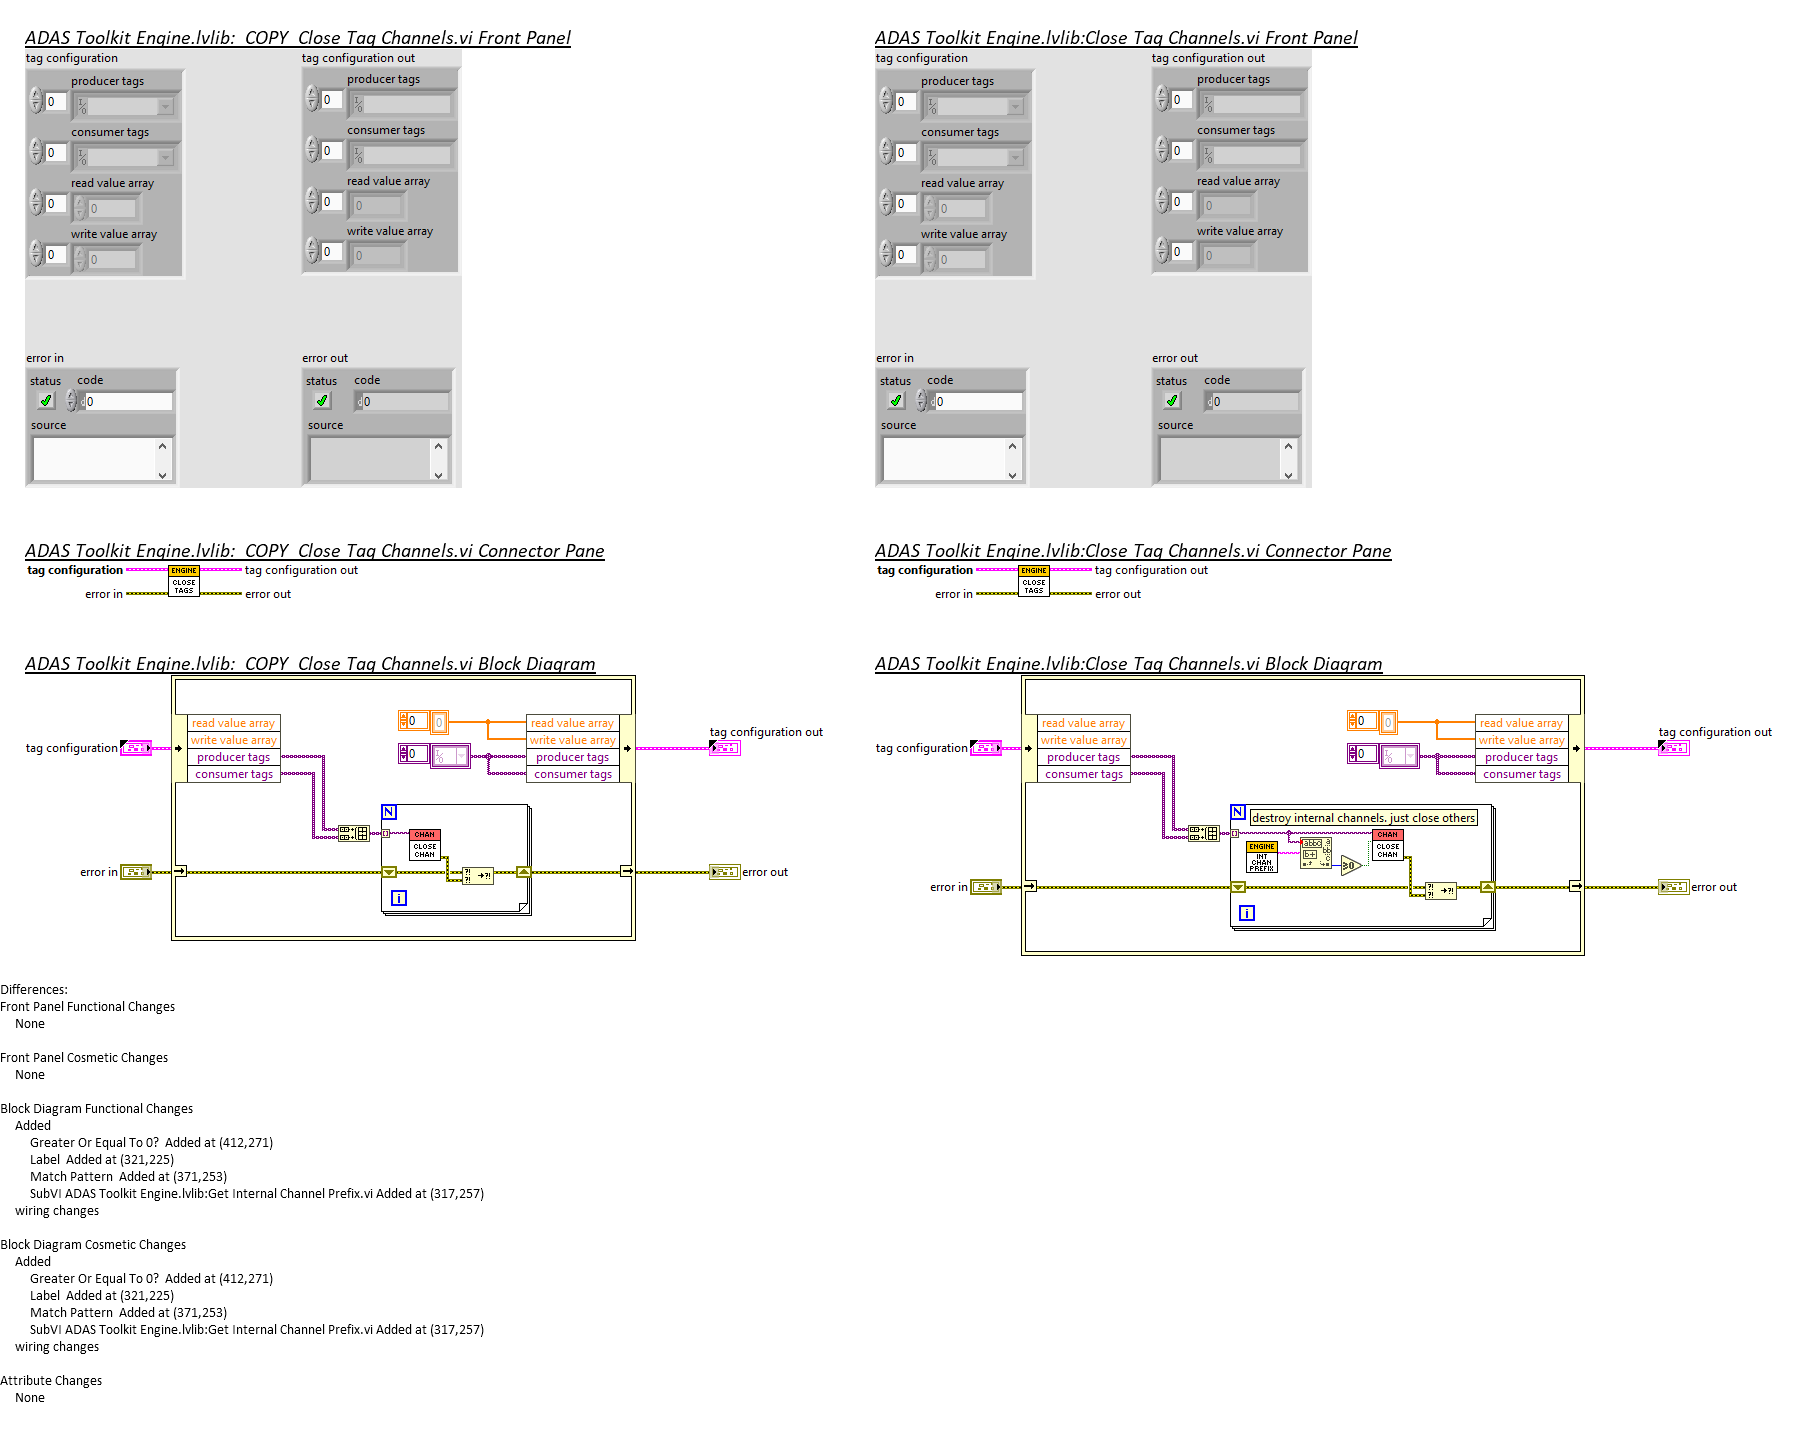 ADAS Toolkit Engine.lvlib:_COPY_Close Tag Channels.vi Front Panel
tag configuration
tag configuration out
producer tags
0
consumer tags
0
read value array
0
0
write value array
0
0
producer tags
0
consumer tags
0
read value array
0
0
write value array
0
0
error in
status
code
0
source
error out
status
code
0
source
ADAS Toolkit Engine.lvlib:Close Tag Channels.vi Front Panel
tag configuration
tag configuration out
producer tags
0
consumer tags
0
read value array
0
0
write value array
0
0
producer tags
0
consumer tags
0
read value array
0
0
write value array
0
0
error in
status
code
0
source
error out
status
code
0
source
ADAS Toolkit Engine.lvlib:_COPY_Close Tag Channels.vi Connector Pane
tag configuration
ENGINE
CLOSE
TAGS
tag configuration out
error in
error out
ADAS Toolkit Engine.lvlib:Close Tag Channels.vi Connector Pane
tag configuration
ENGINE
CLOSE
TAGS
tag configuration out
error in
error out
ADAS Toolkit Engine.lvlib:_COPY_Close Tag Channels.vi Block Diagram
tag configuration
read value array
write value array
producer tags
consumer tags
0
0
0
read value array
write value array
producer tags
consumer tags
tag configuration out
N
CHAN
CLOSE
CHAN
error in
error out
i
ADAS Toolkit Engine.lvlib:Close Tag Channels.vi Block Diagram
tag configuration
read value array
write value array
producer tags
consumer tags
0
0
0
read value array
write value array
producer tags
consumer tags
tag configuration out
N
destroy internal channels. just close others
ENGINE
INT
CHAN
PREFIX
≥0
CHAN
CLOSE
CHAN
error in
error out
i
Differences:
Front Panel Functional Changes
None
Front Panel Cosmetic Changes
None
Block Diagram Functional Changes
Added
Greater Or Equal To 0?  Added at (412,271)
Label  Added at (321,225)
Match Pattern  Added at (371,253)
SubVI ADAS Toolkit Engine.lvlib:Get Internal Channel Prefix.vi Added at (317,257)
wiring changes
Block Diagram Cosmetic Changes
Added
Greater Or Equal To 0?  Added at (412,271)
Label  Added at (321,225)
Match Pattern  Added at (371,253)
SubVI ADAS Toolkit Engine.lvlib:Get Internal Channel Prefix.vi Added at (317,257)
wiring changes
Attribute Changes
None